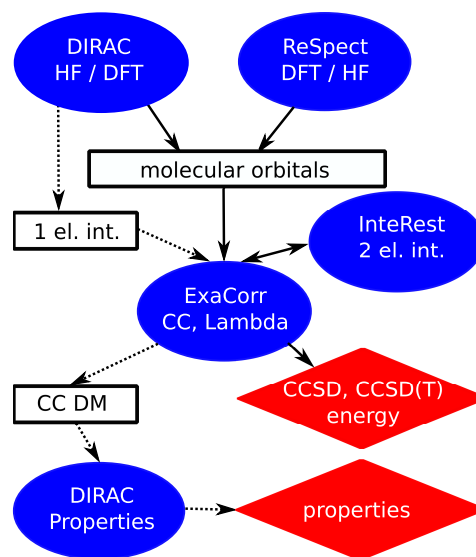 DIRAC
HF / DFT
ReSpect
DFT / HF
molecular orbitals
1 el. int.
InteRest
2 el. int.
ExaCorr
CC, Lambda
CCSD, CCSD(T)
energy
CC DM
DIRAC
Properties
properties